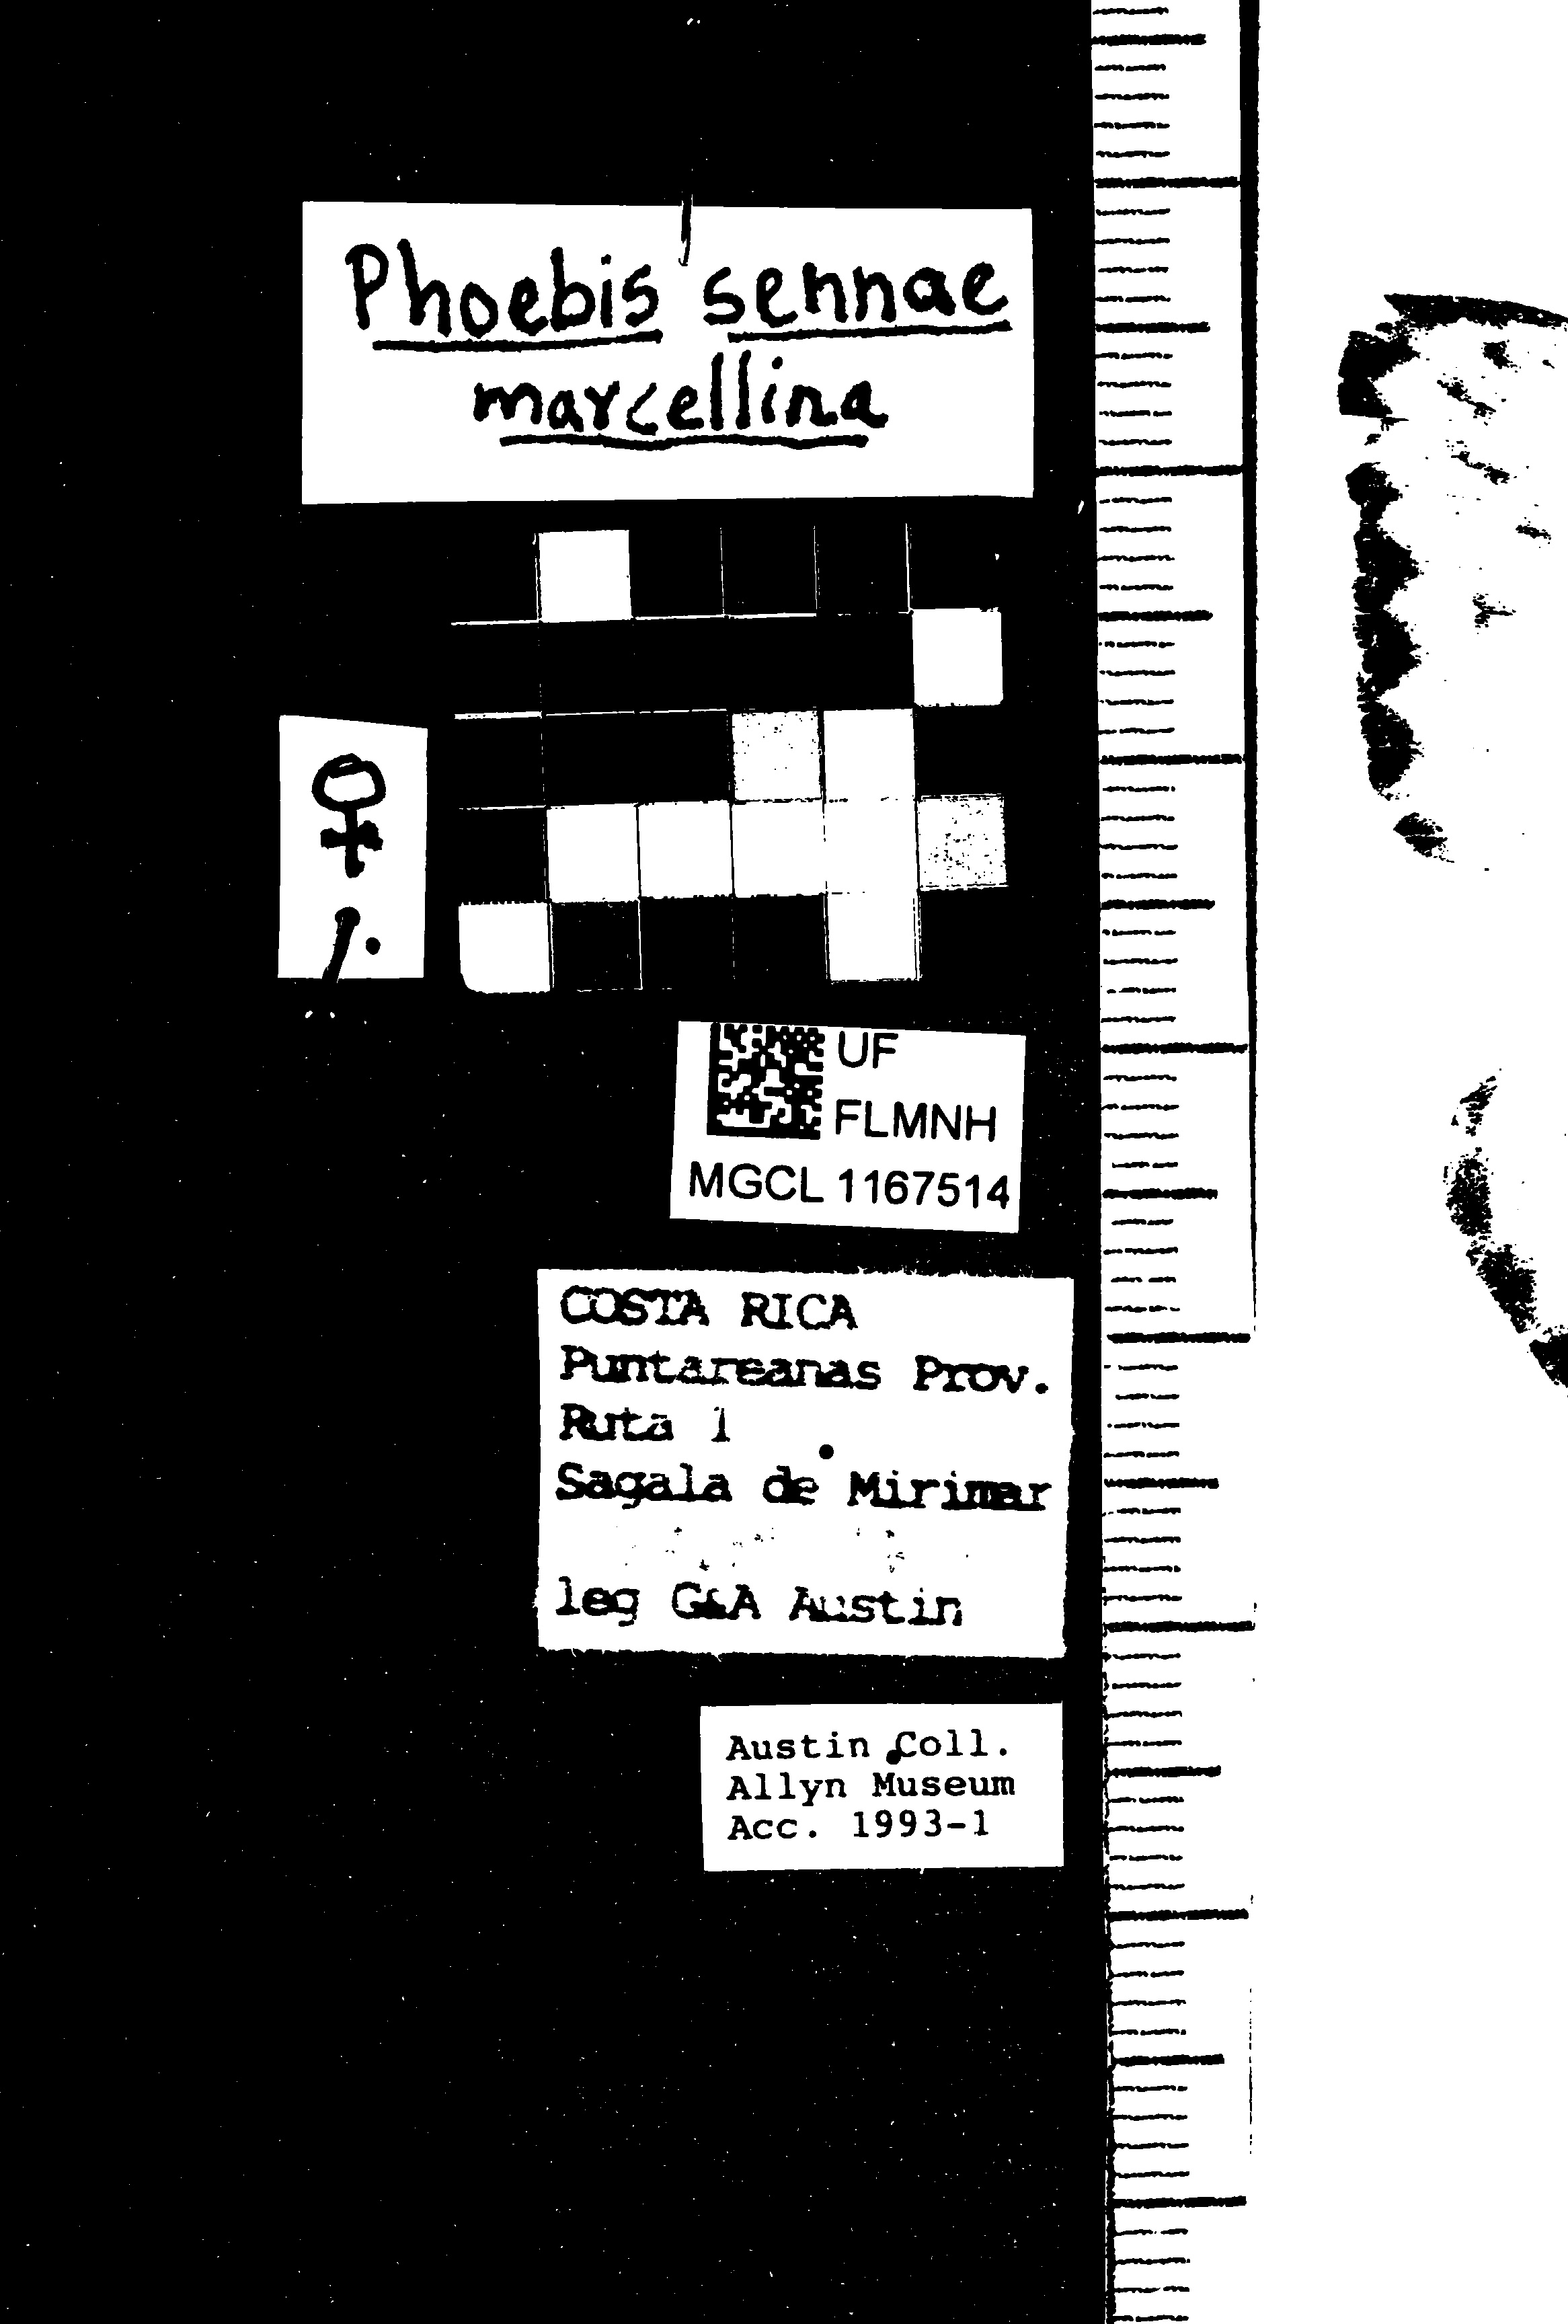 Phoebis sennae
marcellina
♀
UF
FLMNH
MGCL 1167514
COSTA RICA
Puntareanas Prov.
Ruta 1
Sagala de Mirimar
leg G&A Austin
Austin Coll.
Allyn Museum
Acc. 1993-1